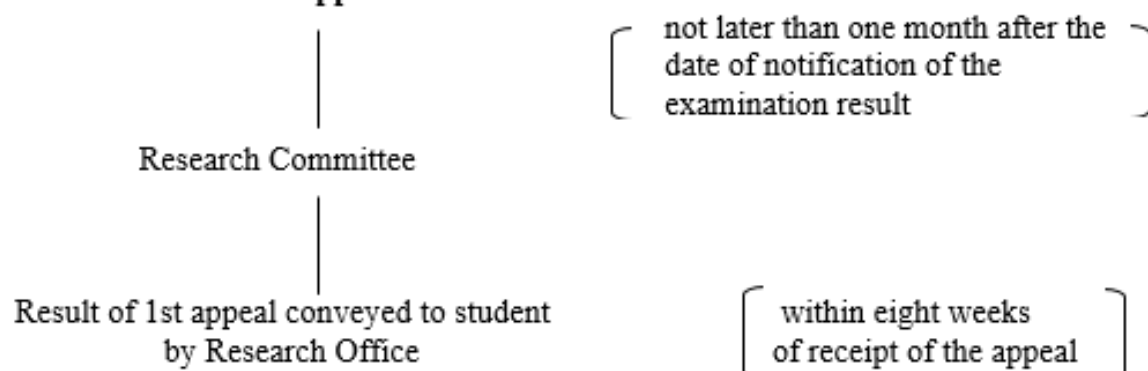 not later than one month after the
date of notification of the
examination result
Research Committee
Result of 1st appeal conveyed to student
by Research Office
within eight weeks
of receipt of the appeal